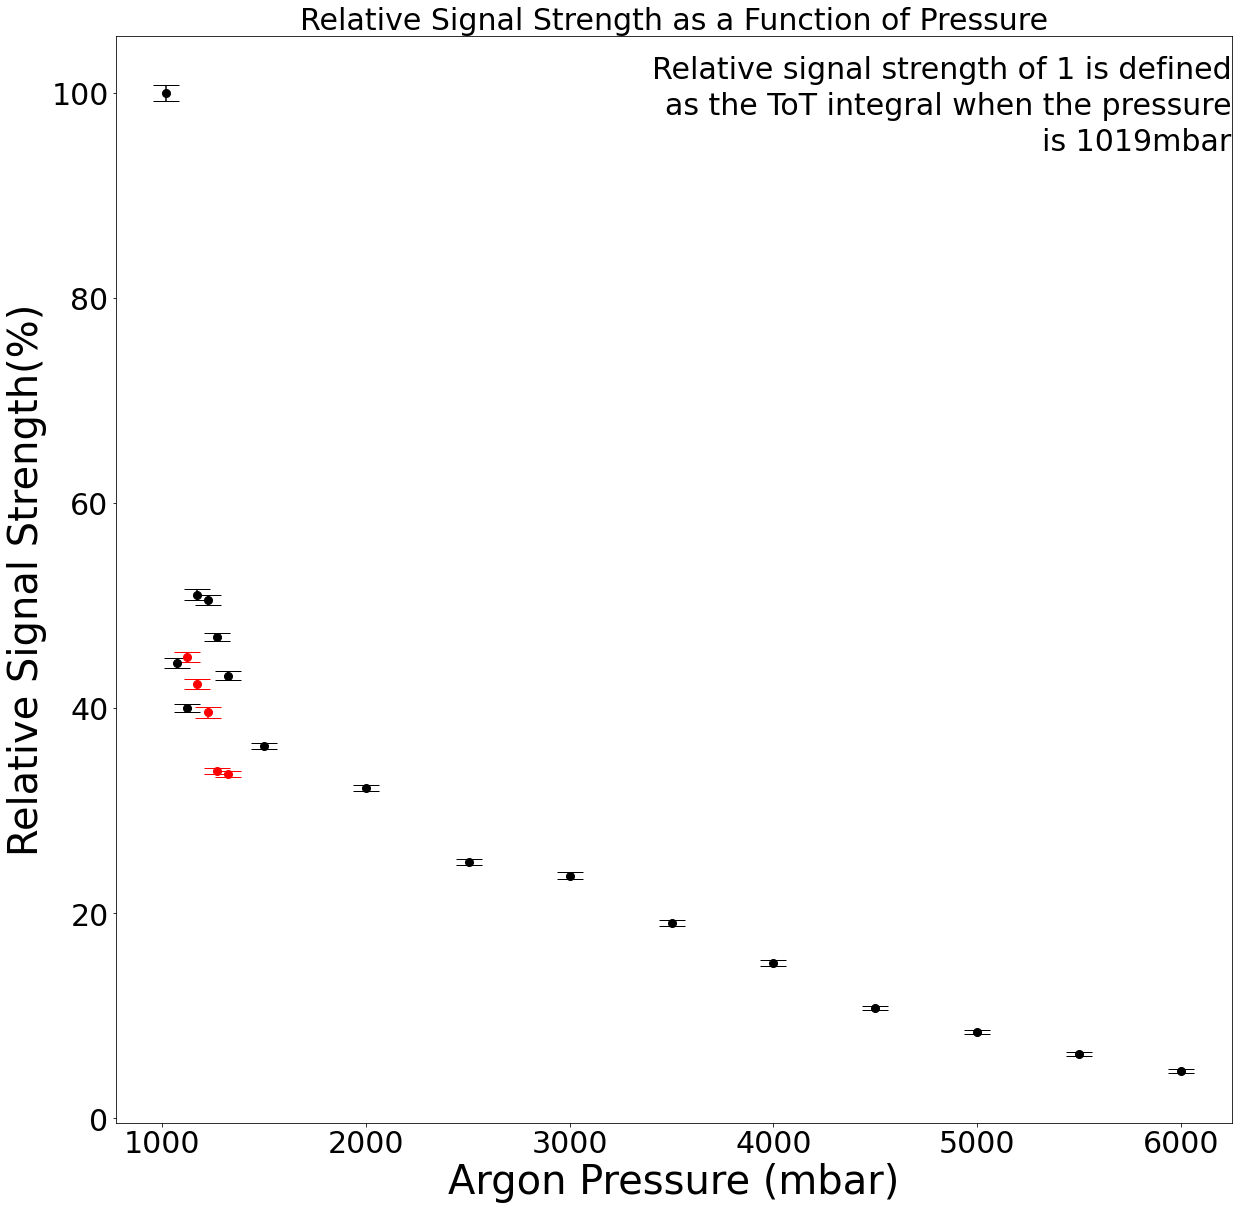 Relative Signal Strength as a Function of Pressure
Relative signal strength of 1 is defined
as the ToT integral when the pressure
is 1019mbar
Relative Signal Strength(%)
100
80
60
40
20
0
1000 2000 3000 4000 5000 6000
Argon Pressure (mbar)